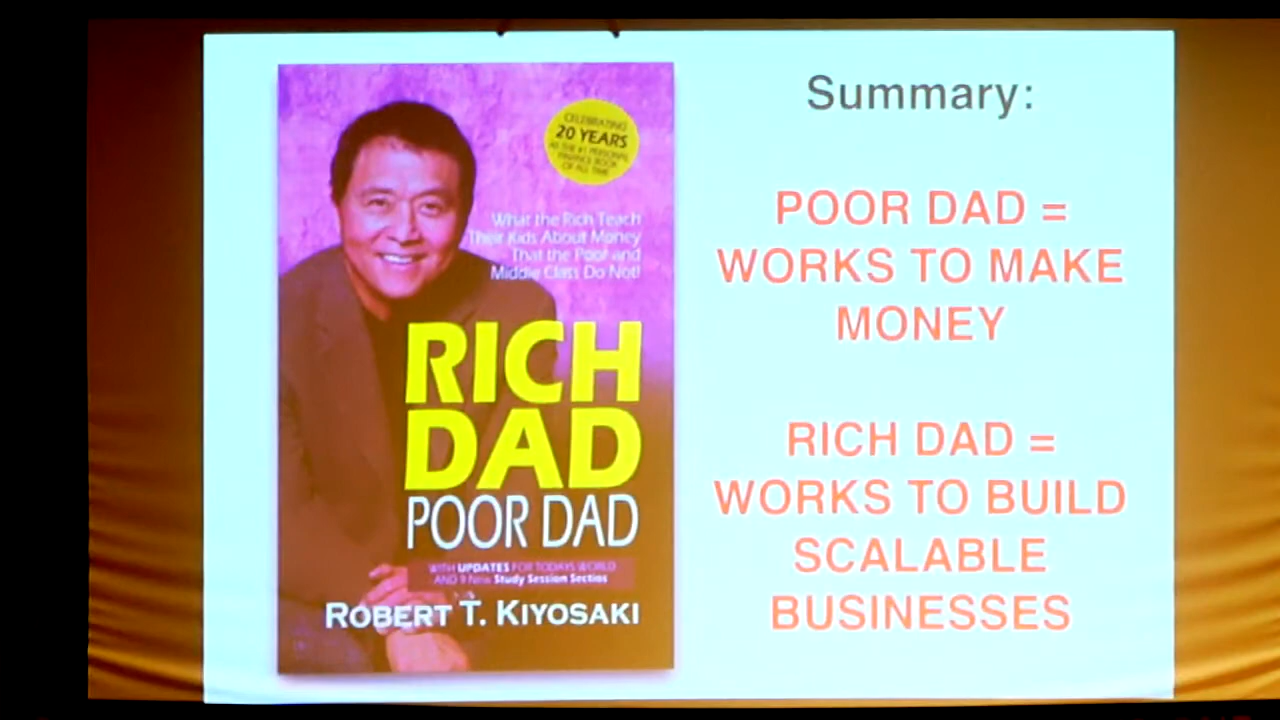 CELEBRATING
20 YEARS
AS THE #1 PERSONAL
FINANCE BOOK
OF ALL TIME
What the Rich Teach
Their Kids About Money
That the Poor and
Middle Class Do Not!
RICH
DAD
POOR DAD
WITH UPDATES FOR TODAYS WORLD
AND 9 New Study Session Sectios
ROBERT T. KIYOSAKI
Summary:
POOR DAD =
WORKS TO MAKE
MONEY
RICH DAD =
WORKS TO BUILD
SCALABLE
BUSINESSES